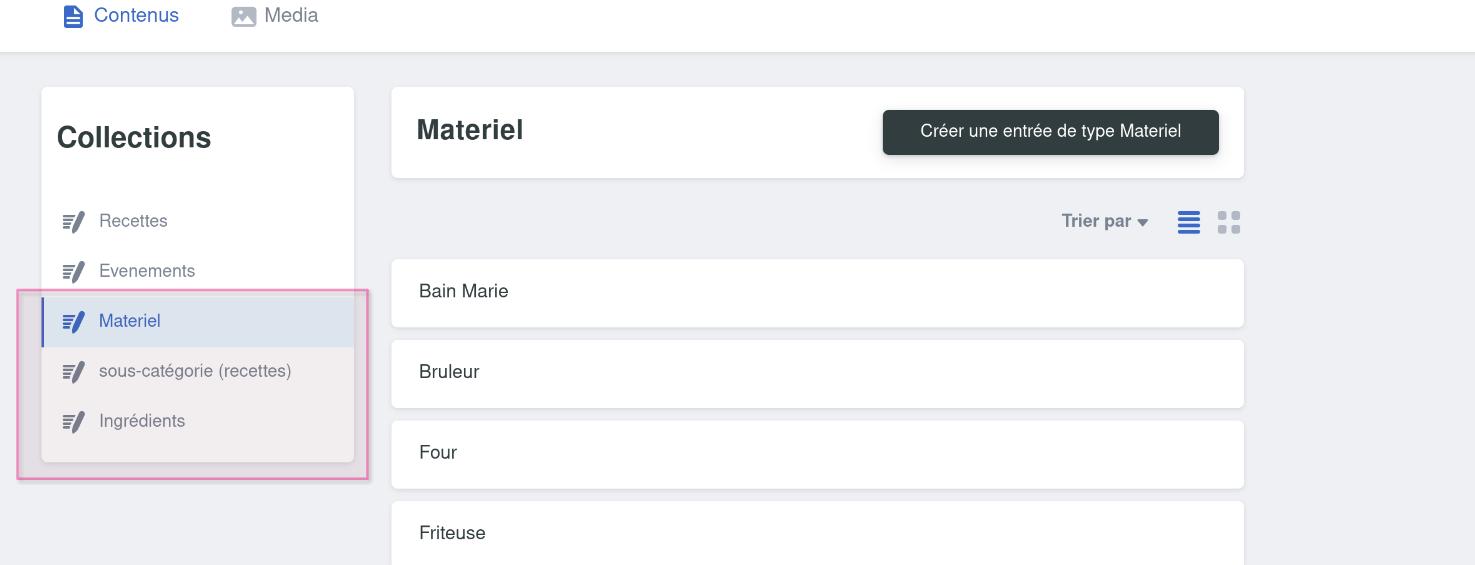 Contenus
Media
Collections
Recettes
Evenements
Materiel
sous-catégorie (recettes)
Ingrédients
Materiel
Créer une entrée de type Materiel
Trier par
Bain Marie
Bruleur
Four
Friteuse